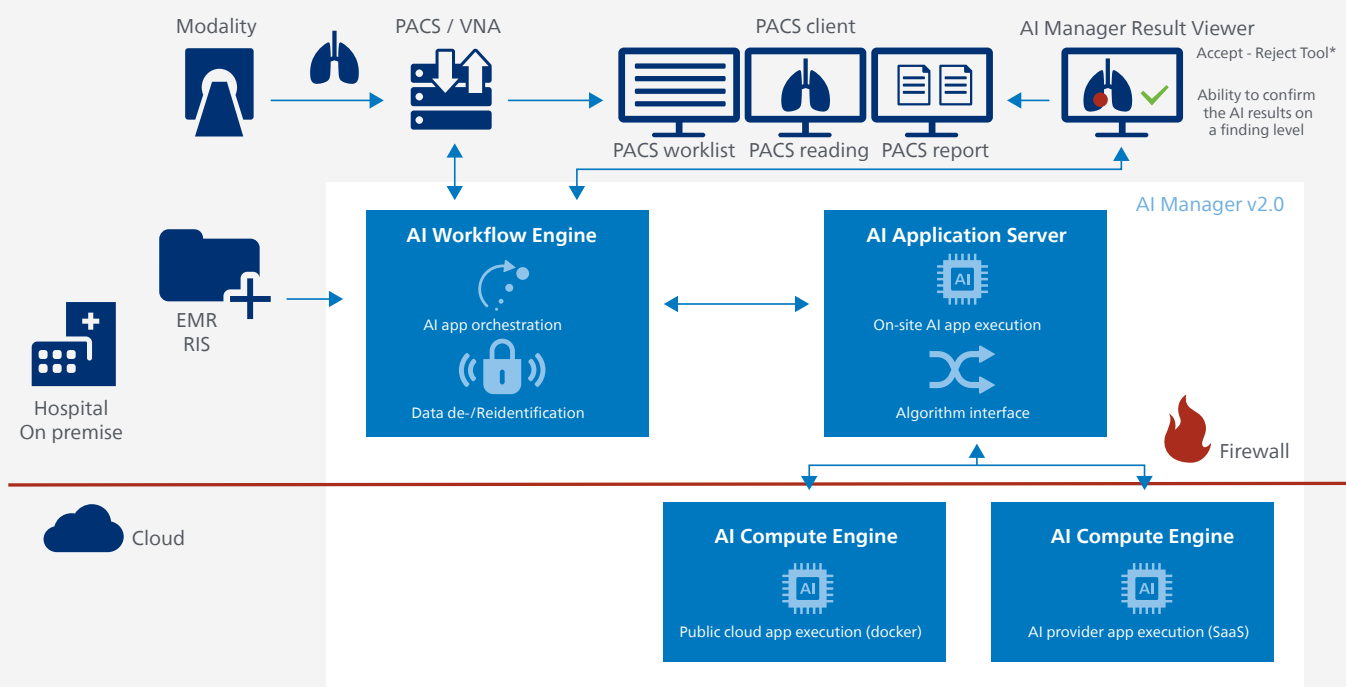 Modality
PACS / VNA
PACS client
AI Manager Result Viewer
Accept - Reject Tool*
Ability to confirm
the AI results on
a finding level
PACS worklist
PACS reading
PACS report
AI Manager v2.0
EMR
RIS
Hospital
On premise
AI Workflow Engine
AI app orchestration
Data de-/Reidentification
AI Application Server
AI
On-site AI app execution
Algorithm interface
Firewall
Cloud
AI Compute Engine
AI
Public cloud app execution (docker)
AI Compute Engine
AI
AI provider app execution (SaaS)